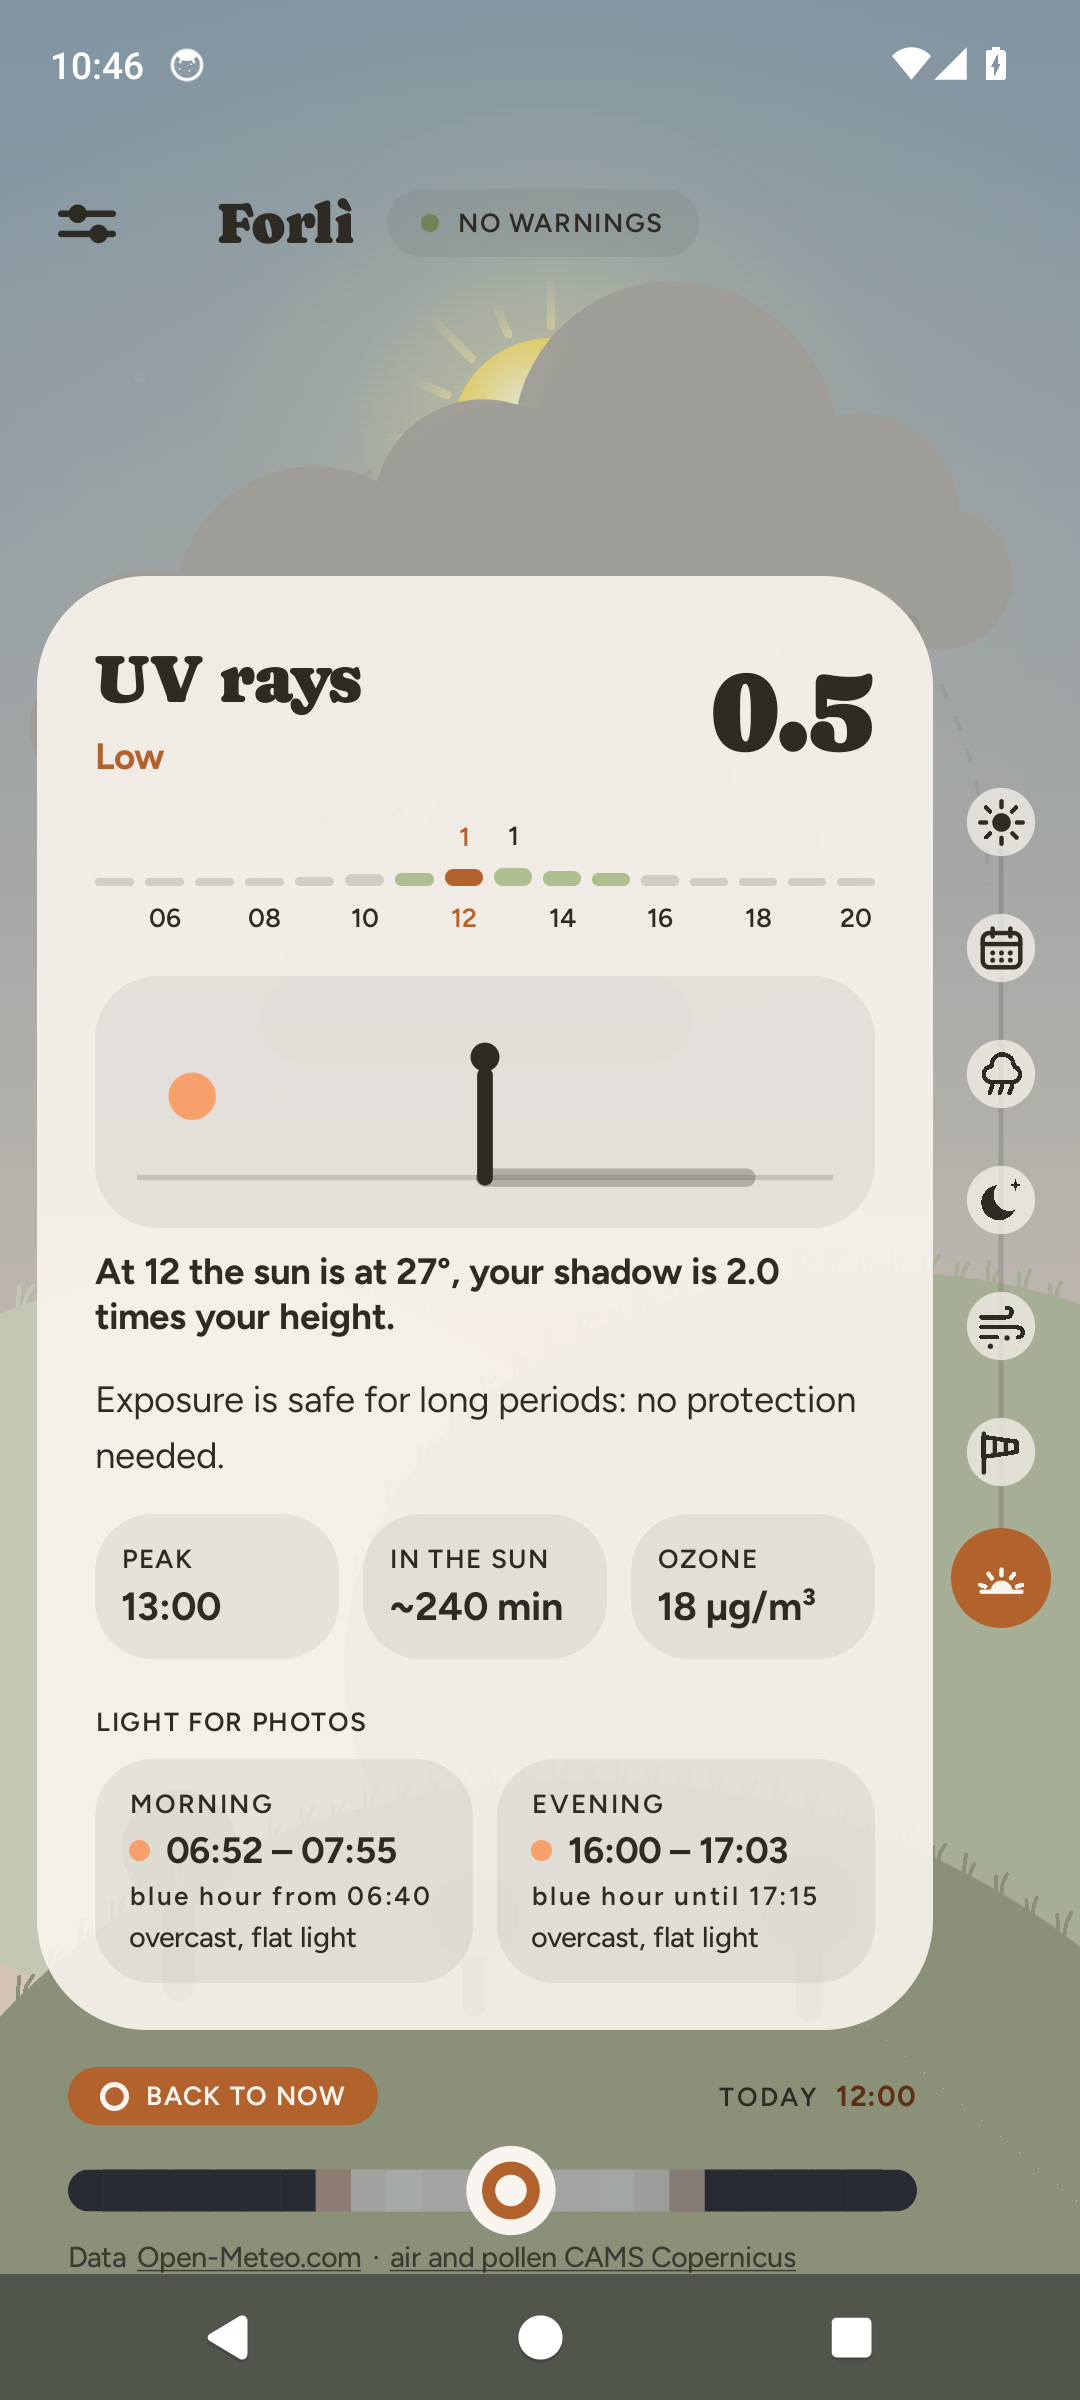 10:46
Forlì
NO WARNINGS
UV rays
0.5
Low
1 1
06 08 10 12 14 16 18 20
At 12 the sun is at 27°, your shadow is 2.0
times your height.
Exposure is safe for long periods: no protection
needed.
PEAK
13:00
IN THE SUN
~240 min
OZONE
18 µg/m³
LIGHT FOR PHOTOS
MORNING
06:52 – 07:55
blue hour from 06:40
overcast, flat light
EVENING
16:00 – 17:03
blue hour until 17:15
overcast, flat light
BACK TO NOW
TODAY 12:00
Data Open-Meteo.com · air and pollen CAMS Copernicus